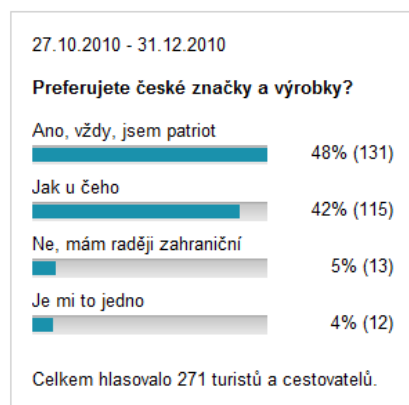 27.10.2010 - 31.12.2010
Preferujete české značky a výrobky?
Ano, vždy, jsem patriot
48% (131)
Jak u čeho
42% (115)
Ne, mám raději zahraniční
5% (13)
Je mi to jedno
4% (12)
Celkem hlasovalo 271 turistů a cestovatelů.